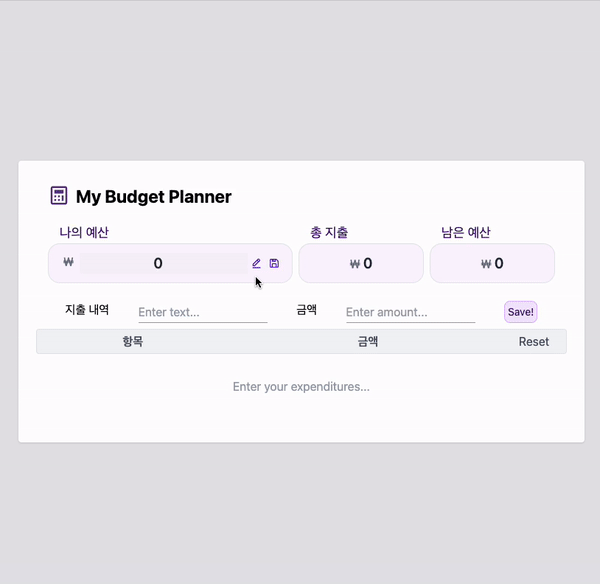 My Budget Planner
나의 예산 총 지출 남은 예산
₩ 0 ₩ 0 ₩ 0
지출 내역 Enter text... 금액 Enter amount... Save!
항목 금액 Reset
Enter your expenditures...